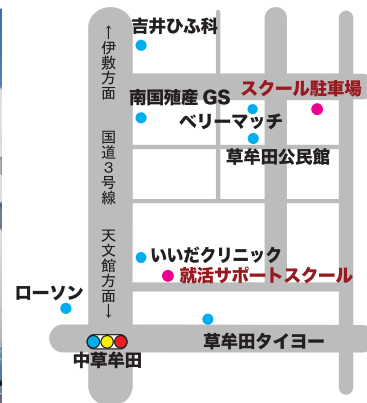 吉井ひふ科
←伊敷方面
スクール駐車場
南国殖産 GS
ベリーマッチ
草牟田公民館
国道3号線
いいだクリニック
天文館方面→
就活サポートスクール
ローソン
草牟田タイヨー
中草牟田